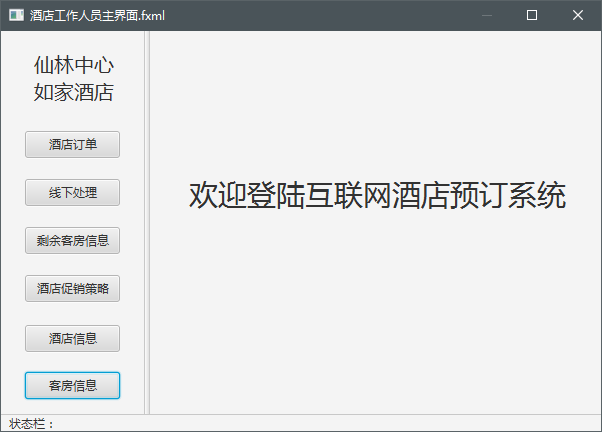 酒店工作人员主界面.fxml
仙林中心
如家酒店
酒店订单
线下处理
剩余客房信息
酒店促销策略
酒店信息
客房信息
欢迎登陆互联网酒店预订系统
状态栏：